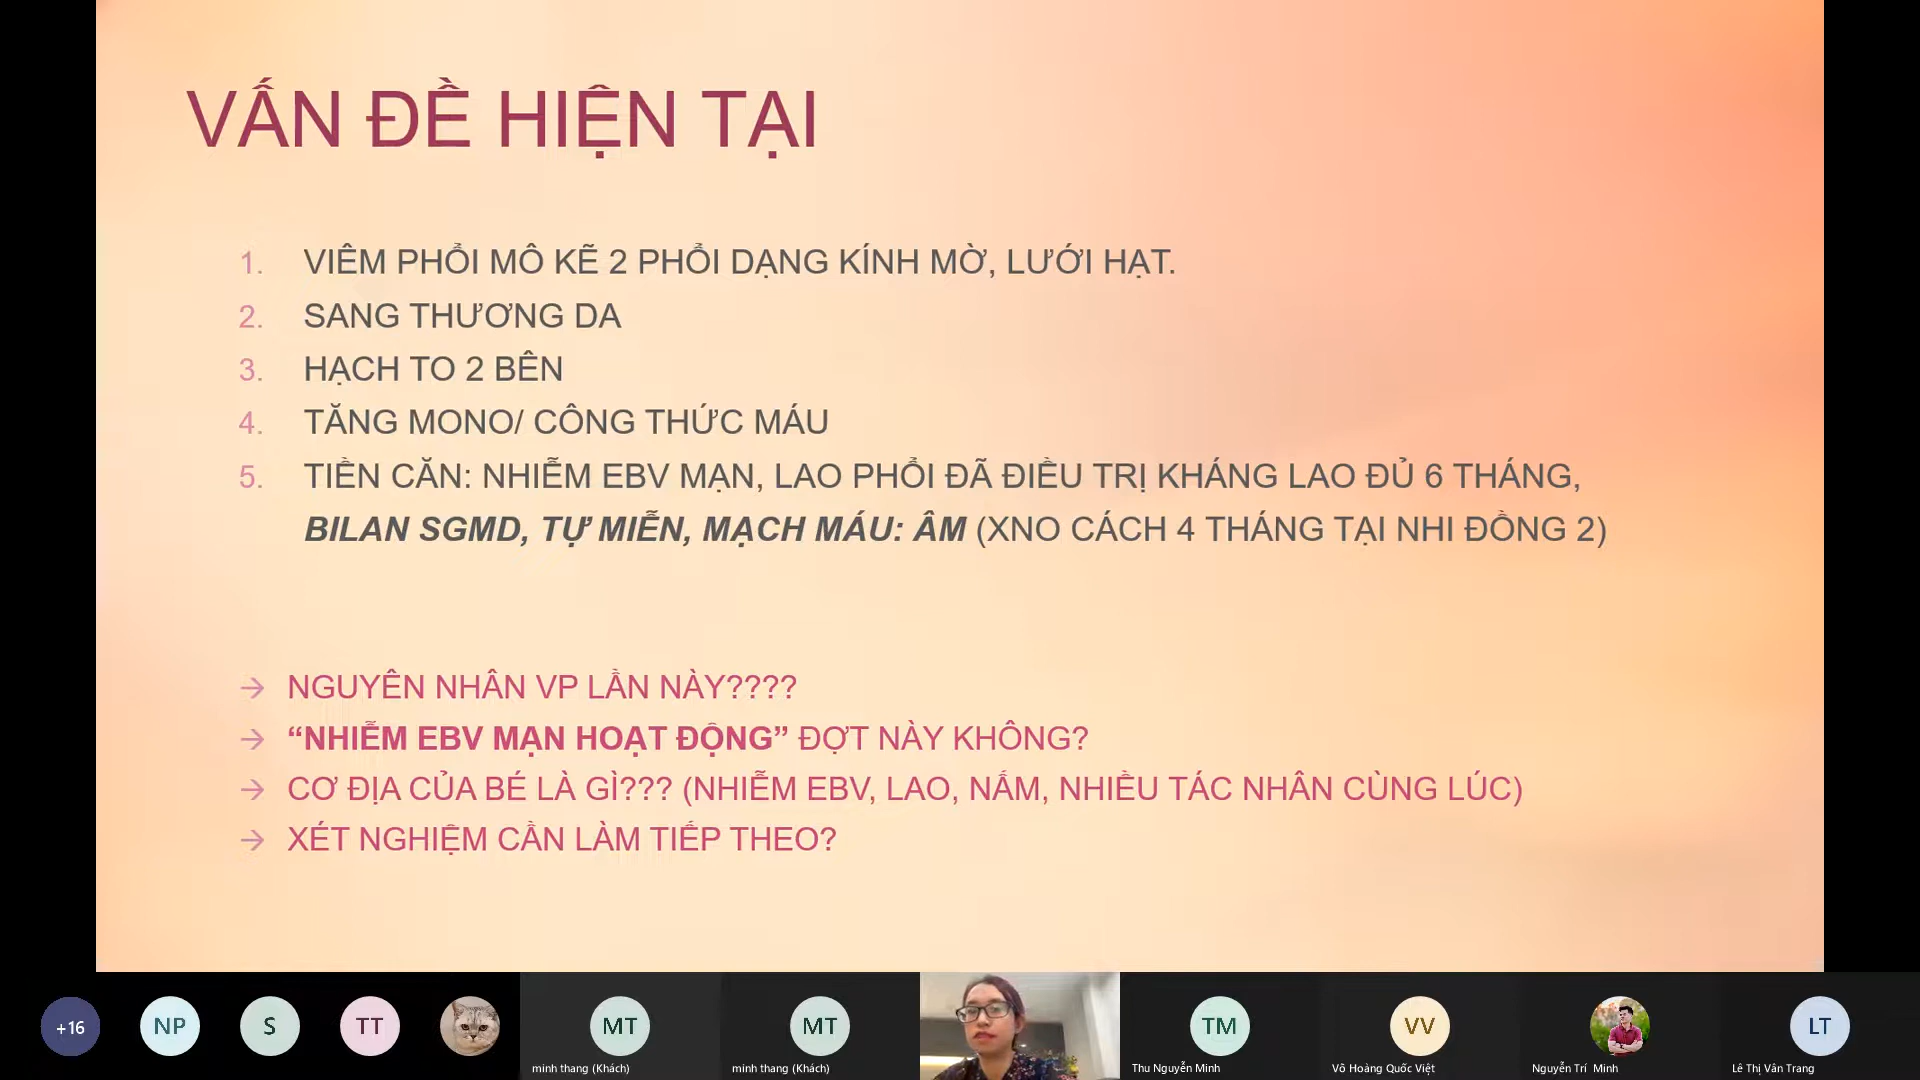 VẤN ĐỀ HIỆN TẠI
1. VIÊM PHỔI MÔ KẼ 2 PHỔI DẠNG KÍNH MỜ, LƯỚI HẠT.
2. SANG THƯƠNG DA
3. HẠCH TO 2 BÊN
4. TĂNG MONO/ CÔNG THỨC MÁU
5. TIỀN CĂN: NHIỄM EBV MẠN, LAO PHỔI ĐÃ ĐIỀU TRỊ KHÁNG LAO ĐỦ 6 THÁNG,
BILAN SGMD, TỰ MIỄN, MẠCH MÁU: ÂM (XNO CÁCH 4 THÁNG TẠI NHI ĐỒNG 2)
→ NGUYÊN NHÂN VP LẦN NÀY????
→ “NHIỄM EBV MẠN HOẠT ĐỘNG” ĐỢT NÀY KHÔNG?
→ CƠ ĐỊA CỦA BÉ LÀ GÌ??? (NHIỄM EBV, LAO, NẤM, NHIỀU TÁC NHÂN CÙNG LÚC)
→ XÉT NGHIỆM CẦN LÀM TIẾP THEO?
+16 NP S TT MT MT TM VV LT
minh thang (Khách) minh thang (Khách) Thu Nguyễn Minh Võ Hoàng Quốc Việt Nguyễn Trí Minh Lê Thị Vân Trang